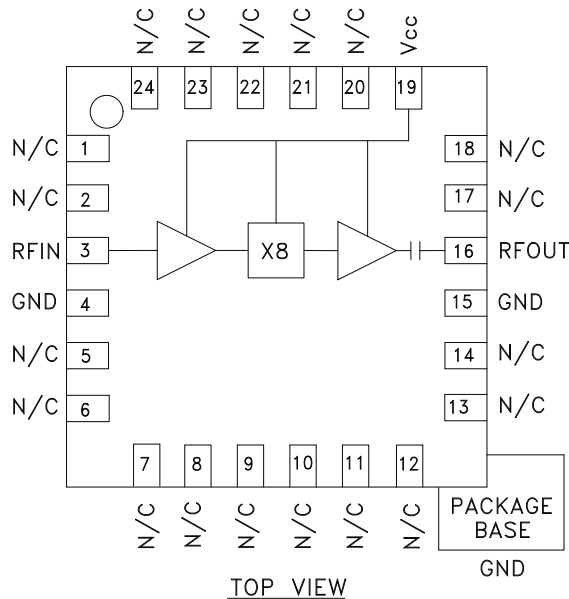 N/C N/C N/C N/C N/C Vcc
24 23 22 21 20 19
N/C 1 18 N/C
N/C 2 17 N/C
RFIN 3 X8 16 RFOUT
GND 4 15 GND
N/C 5 14 N/C
N/C 6 13 N/C
7 8 9 10 11 12
N/C N/C N/C N/C N/C N/C
PACKAGE
BASE
GND
TOP VIEW